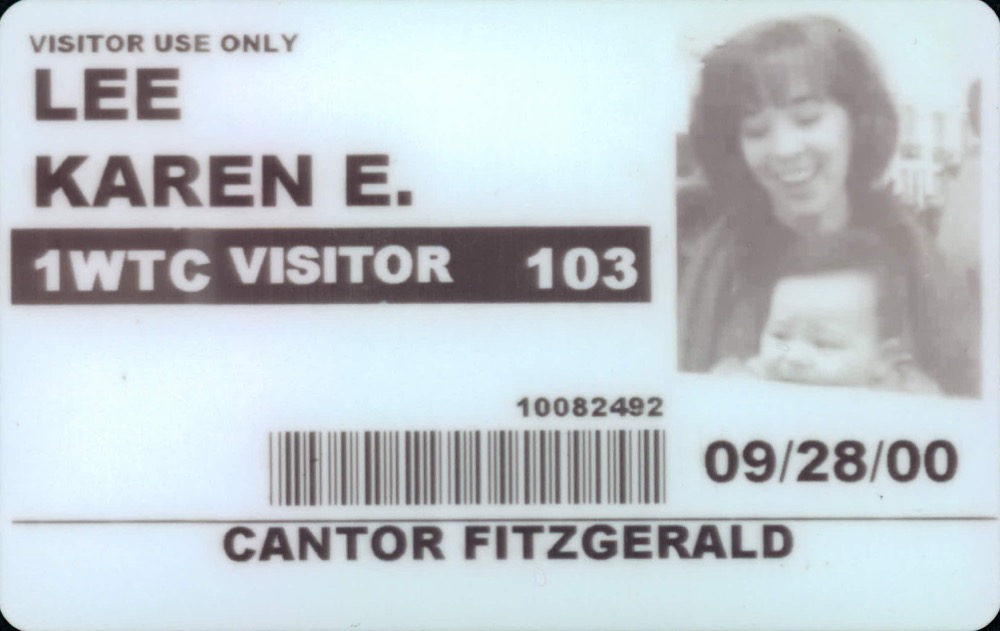 VISITOR USE ONLY
LEE
KAREN E.
1WTC VISITOR 103
10082492
09/28/00
CANTOR FITZGERALD